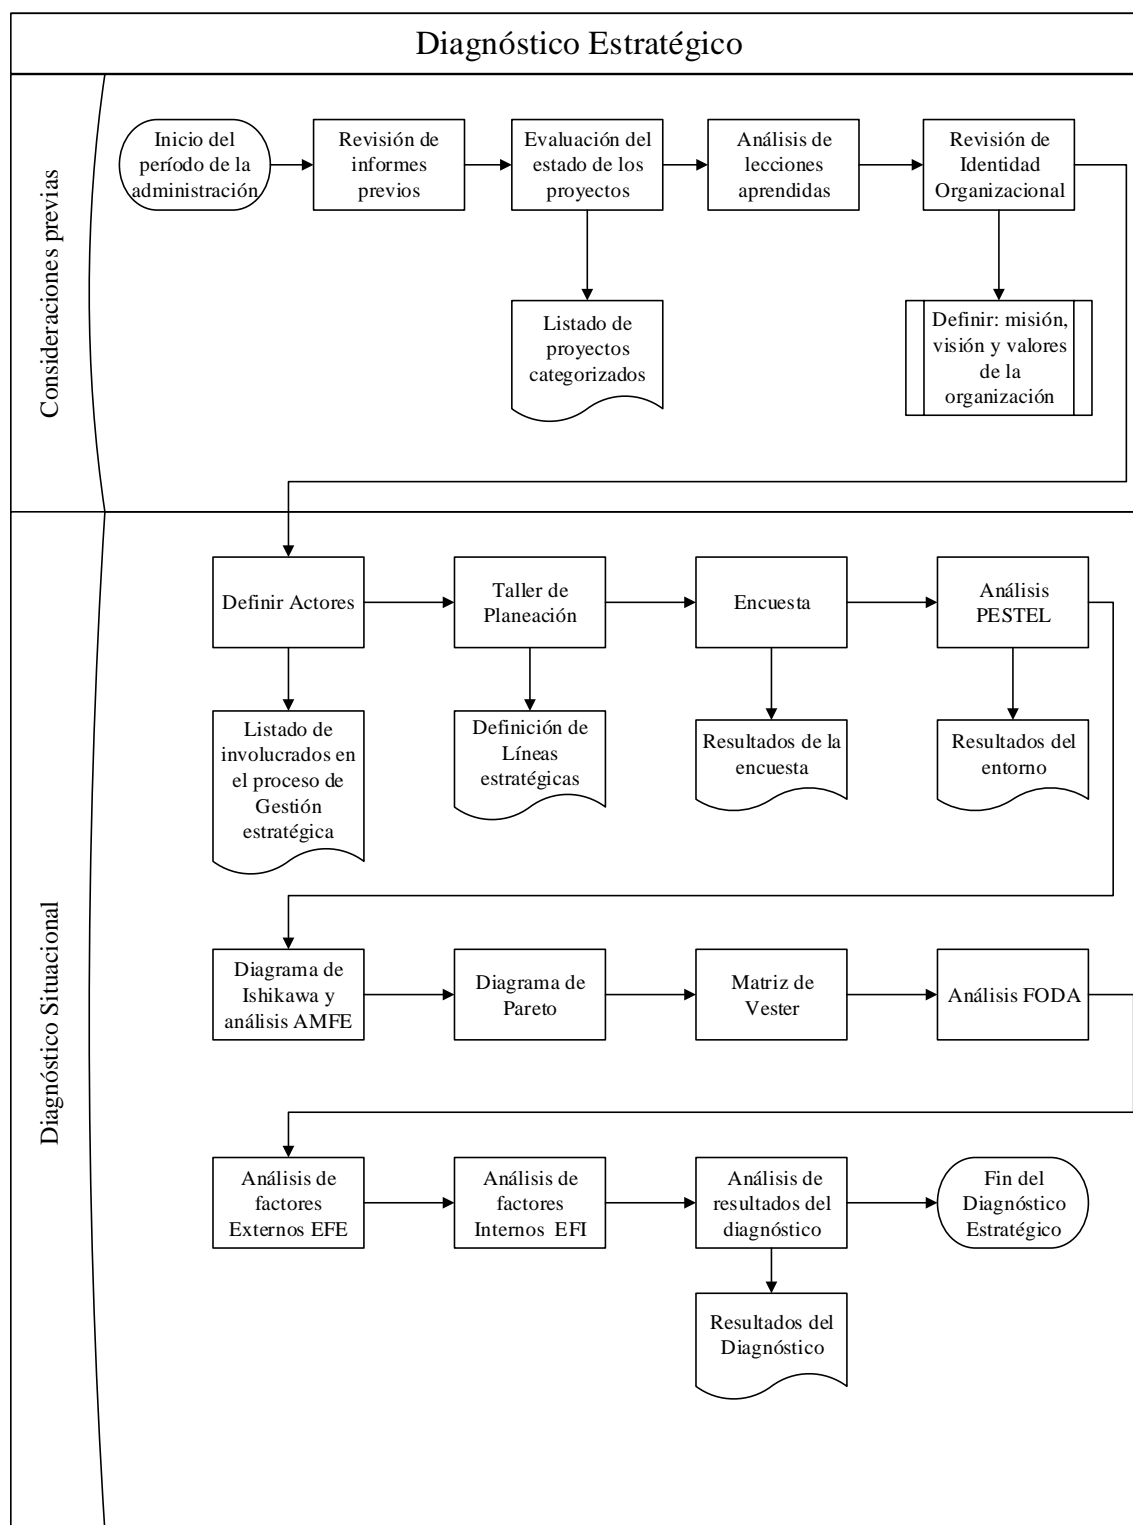 Diagnóstico Estratégico
Consideraciones previas
Inicio del
período de la
administración
Revisión de
informes
previos
Evaluación del
estado de los
proyectos
Análisis de
lecciones
aprendidas
Revisión de
Identidad
Organizacional
Listado de
proyectos
categorizados
Definir: misión,
visión y valores
de la
organización
Diagnóstico Situacional
Definir Actores
Taller de
Planeación
Encuesta
Análisis
PESTEL
Listado de
involucrados en
el proceso de
Gestión
estratégica
Definición de
Líneas
estratégicas
Resultados de la
encuesta
Resultados del
entorno
Diagrama de
Ishikawa y
análisis AMFE
Diagrama de
Pareto
Matriz de
Vester
Análisis FODA
Análisis de
factores
Externos EFE
Análisis de
factores
Internos EFI
Análisis de
resultados del
diagnóstico
Fin del
Diagnóstico
Estratégico
Resultados del
Diagnóstico